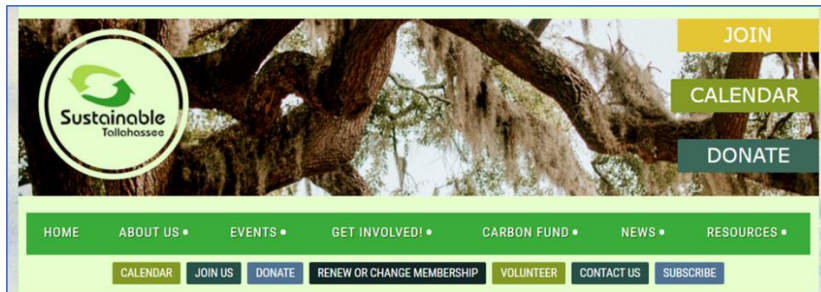 JOIN
Sustainable
Tallahassee
CALENDAR
DONATE
HOME ABOUT US • EVENTS • GET INVOLVED! • CARBON FUND • NEWS • RESOURCES •
CALENDAR JOIN US DONATE RENEW OR CHANGE MEMBERSHIP VOLUNTEER CONTACT US SUBSCRIBE